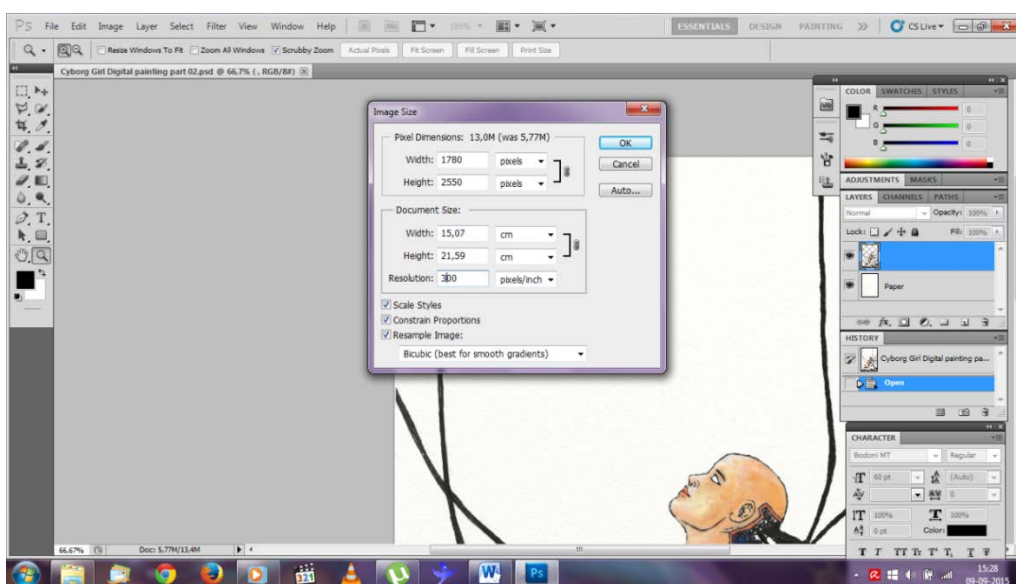 PS File Edit Image Layer Select Filter View Window Help ESSENTIALS DESIGN PAINTING CS Live
Resize Windows To Fit Zoom All Windows Scrubby Zoom Actual Pixels Fit Screen Fill Screen Print Size
Cyborg Girl Digital painting part 02.psd @ 66,7% ( , RGB/8#)
Image Size
Pixel Dimensions: 13,0M (was 5,77M)
Width: 1780 pixels
Height: 2550 pixels
Document Size:
Width: 15,07 cm
Height: 21,59 cm
Resolution: 300 pixels/inch
Scale Styles
Constrain Proportions
Resample Image:
Bicubic (best for smooth gradients)
OK
Cancel
Auto...
COLOR SWATCHES STYLES
R 0
G 0
B 0
ADJUSTMENTS MASKS
LAYERS CHANNELS PATHS
Normal Opacity: 100%
Lock: Fill: 100%
Paper
HISTORY
Cyborg Girl Digital painting pa...
Open
CHARACTER
Bodoni MT Regular
60 pt (Auto)
0
100% 100%
0 pt Color:
66,67% Doc: 5,77M/13,4M
321
W
Ps
15:28
09-09-2015